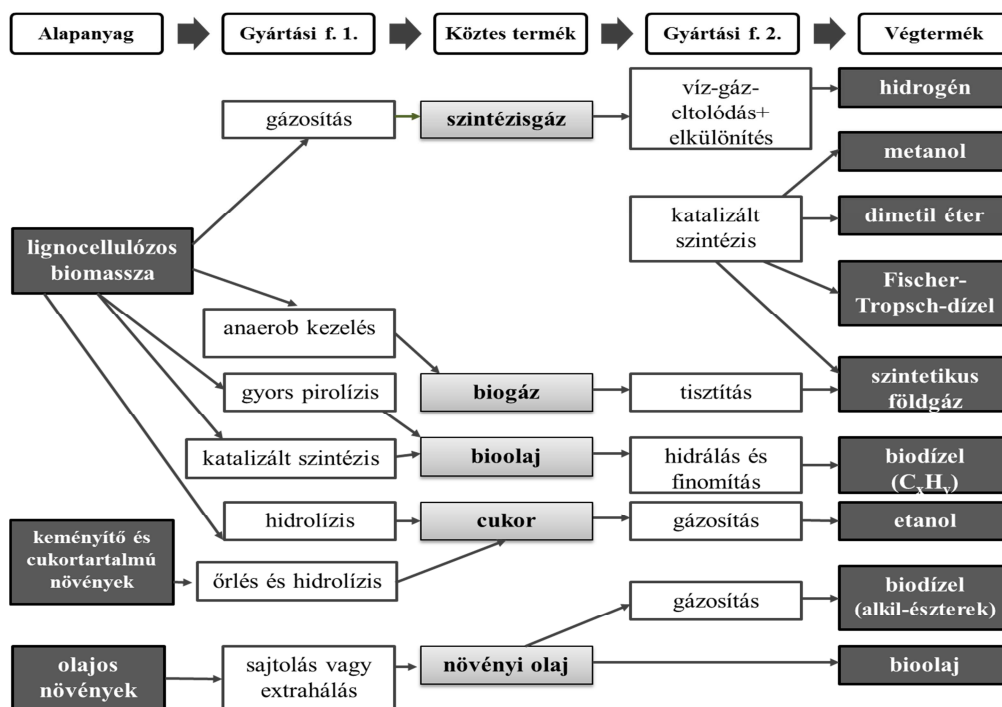 Alapanyag
Gyártási f. 1.
Köztes termék
Gyártási f. 2.
Végtermék
gázosítás
szintézisgáz
víz-gáz-
eltolódás+
elkülönítés
hidrogén
metanol
lignocellulózos
biomassza
katalizált
szintézis
dimetil éter
Fischer-
Tropsch-dízel
anaerob kezelés
gyors pirolízis
biogáz
tisztítás
szintetikus
földgáz
katalizált szintézis
bioolaj
hidrálás és
finomítás
biodízel
(CxHy)
hidrolízis
cukor
gázosítás
etanol
keményítő és
cukortartalmú
növények
őrlés és hidrolízis
gázosítás
biodízel
(alkil-észterek)
olajos
növények
sajtolás vagy
extrahálás
növényi olaj
bioolaj